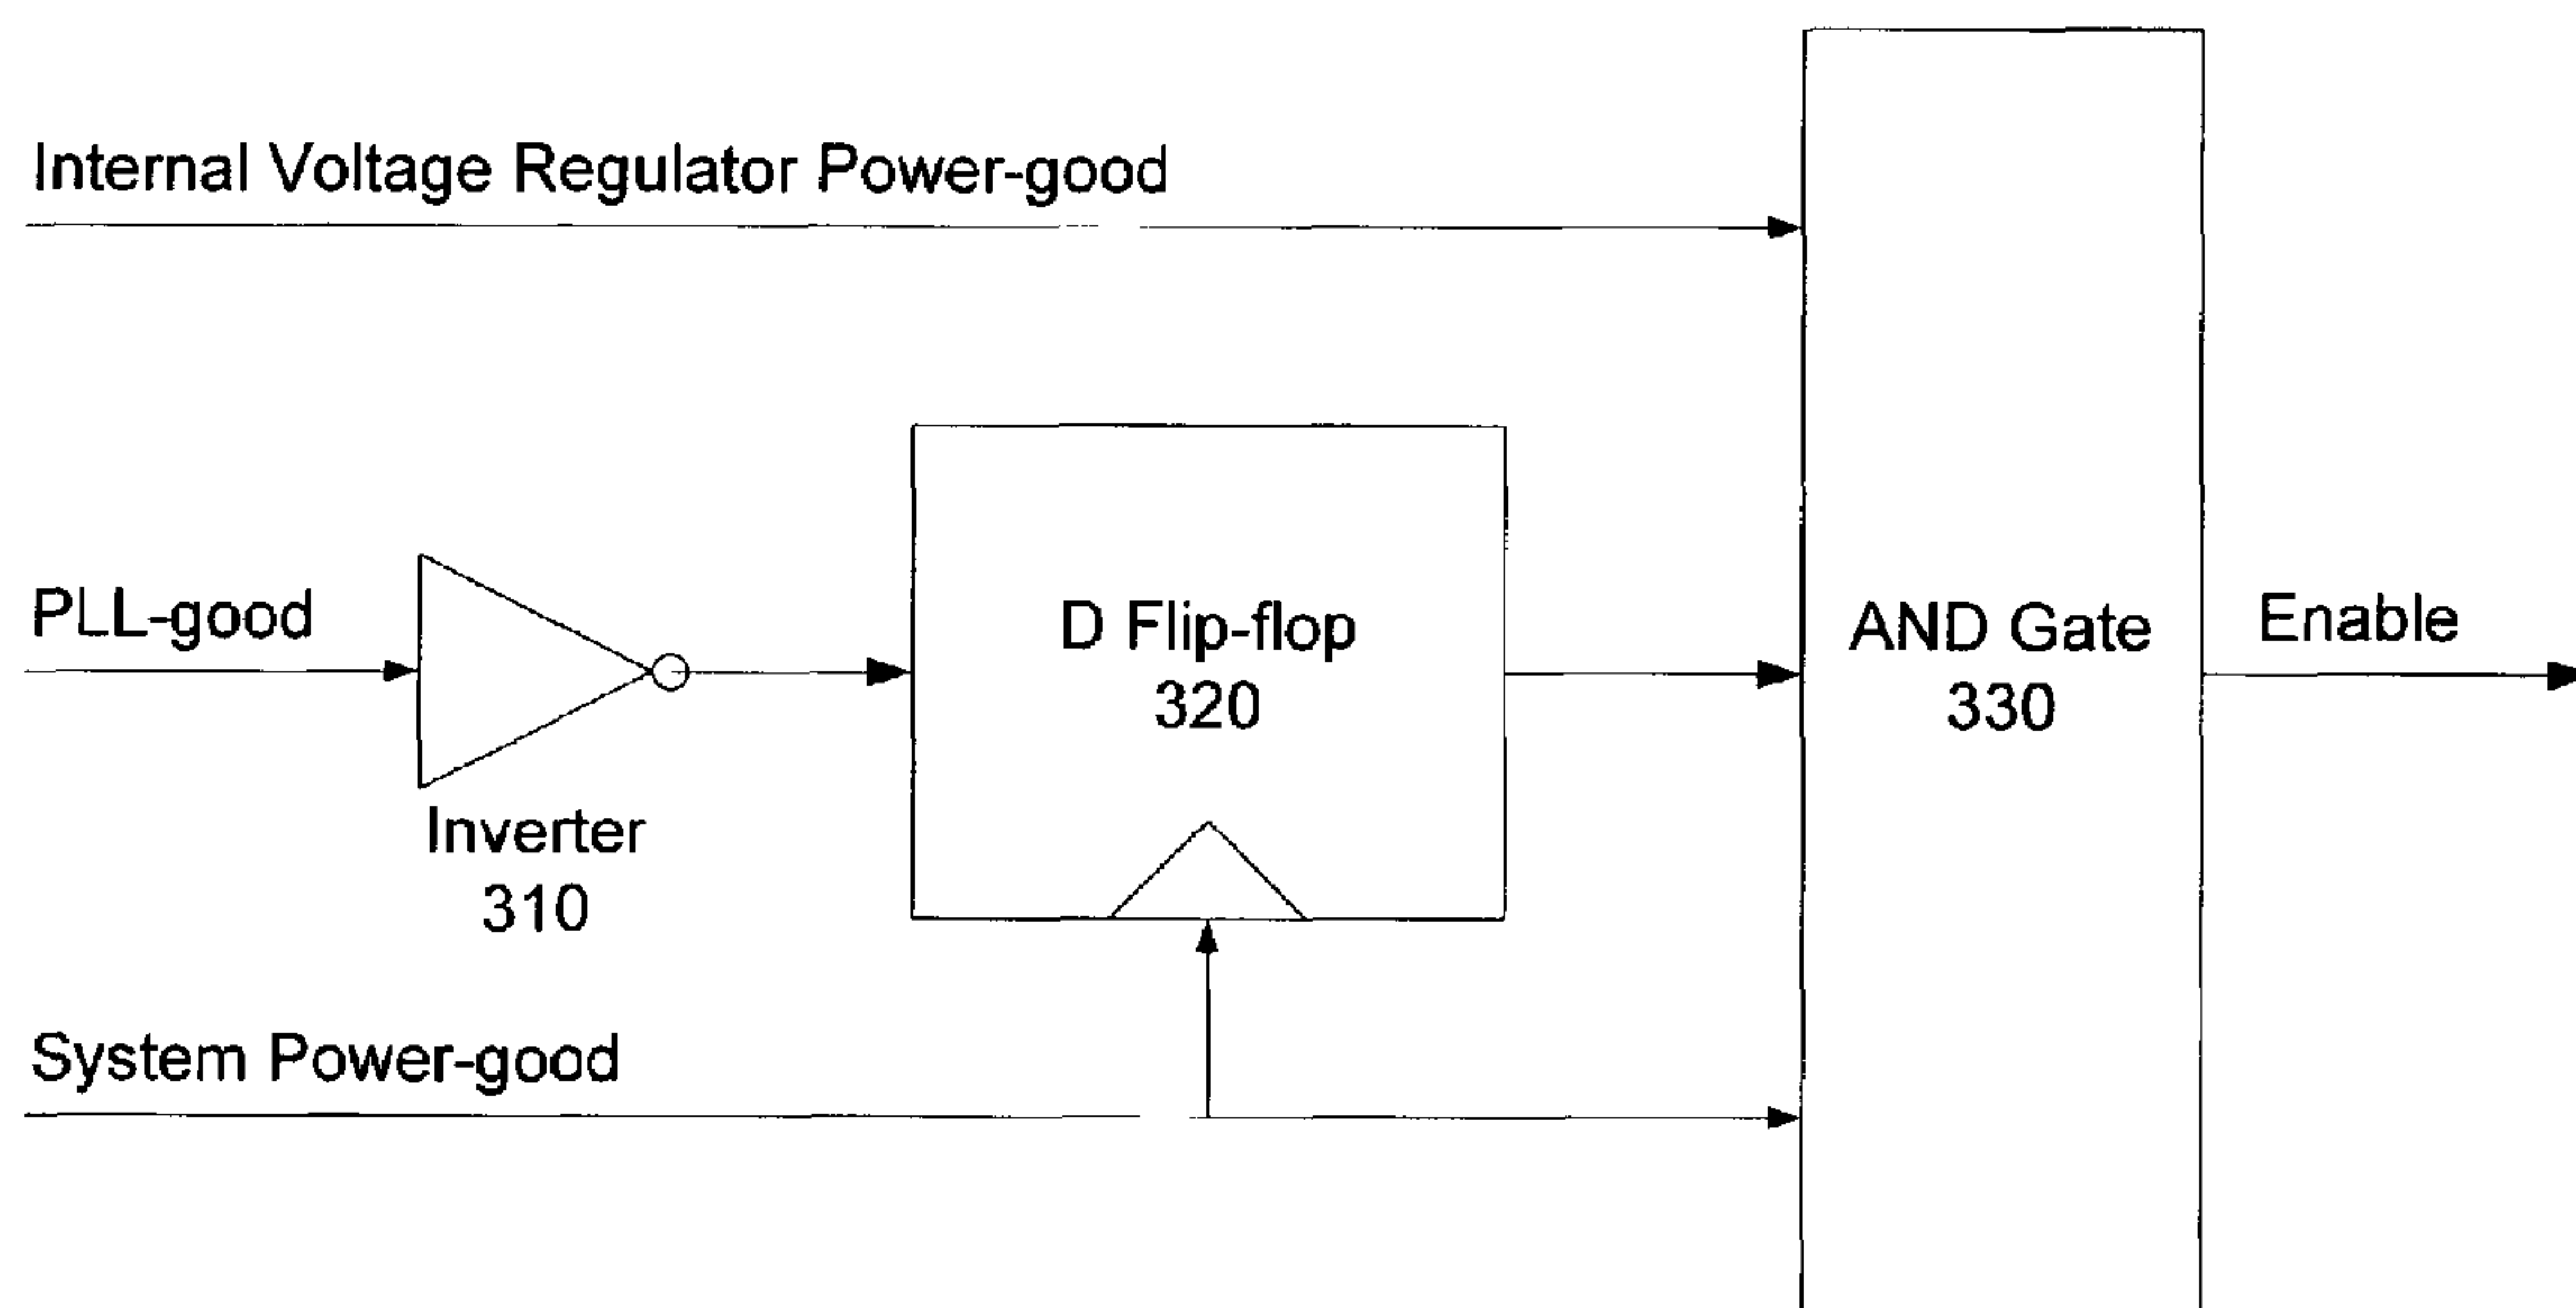 Internal Voltage Regulator Power-good
PLL-good
Inverter
310
D Flip-flop
320
AND Gate
330
Enable
System Power-good